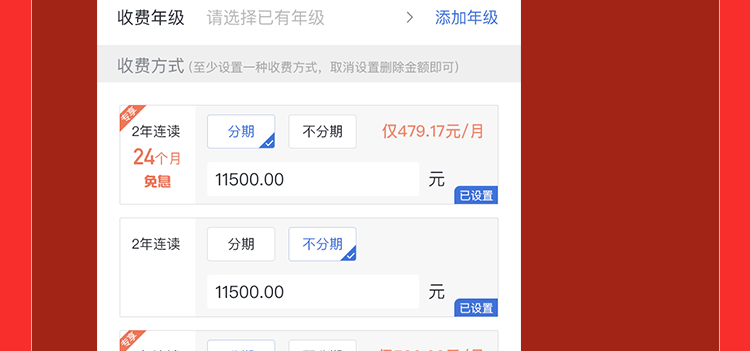 收费年级 请选择已有年级 > 添加年级
收费方式 (至少设置一种收费方式，取消设置删除金额即可)
专享
2年连读 分期 不分期 仅479.17元/月
24个月
免息
11500.00 元
已设置
2年连读 分期 不分期
11500.00 元
已设置
专享